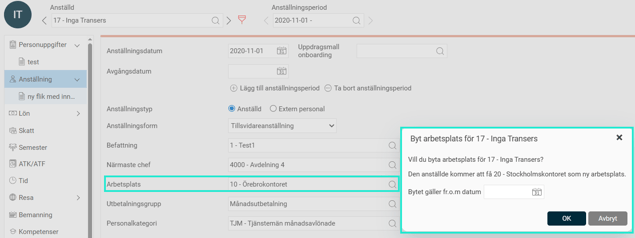 Anställd
Anställningsperiod
IT
17 - Inga Transers
2020-11-01 -
Personuppgifter
test
Anställning
ny flik med inn...
Lön
Skatt
Semester
ATK/ATF
Tid
Resa
Bemanning
Kompetenser
Anställningsdatum
2020-11-01
Uppdragsmall
onboarding
Avgångsdatum
Lägg till anställningsperiod
Ta bort anställningsperiod
Anställningstyp
Anställd
Extern personal
Anställningsform
Tillsvidareanställning
Befattning
1 - Test1
Närmaste chef
4000 - Avdelning 4
Arbetsplats
10 - Örebrokontoret
Utbetalningsgrupp
Månadsutbetalning
Personalkategori
TJM - Tjänstemän månadsavlönade
Byt arbetsplats för 17 - Inga Transers
Vill du byta arbetsplats för 17 - Inga Transers?
Den anställde kommer att få 20 - Stockholmskontoret som ny arbetsplats.
Bytet gäller fr.o.m datum
OK
Avbryt